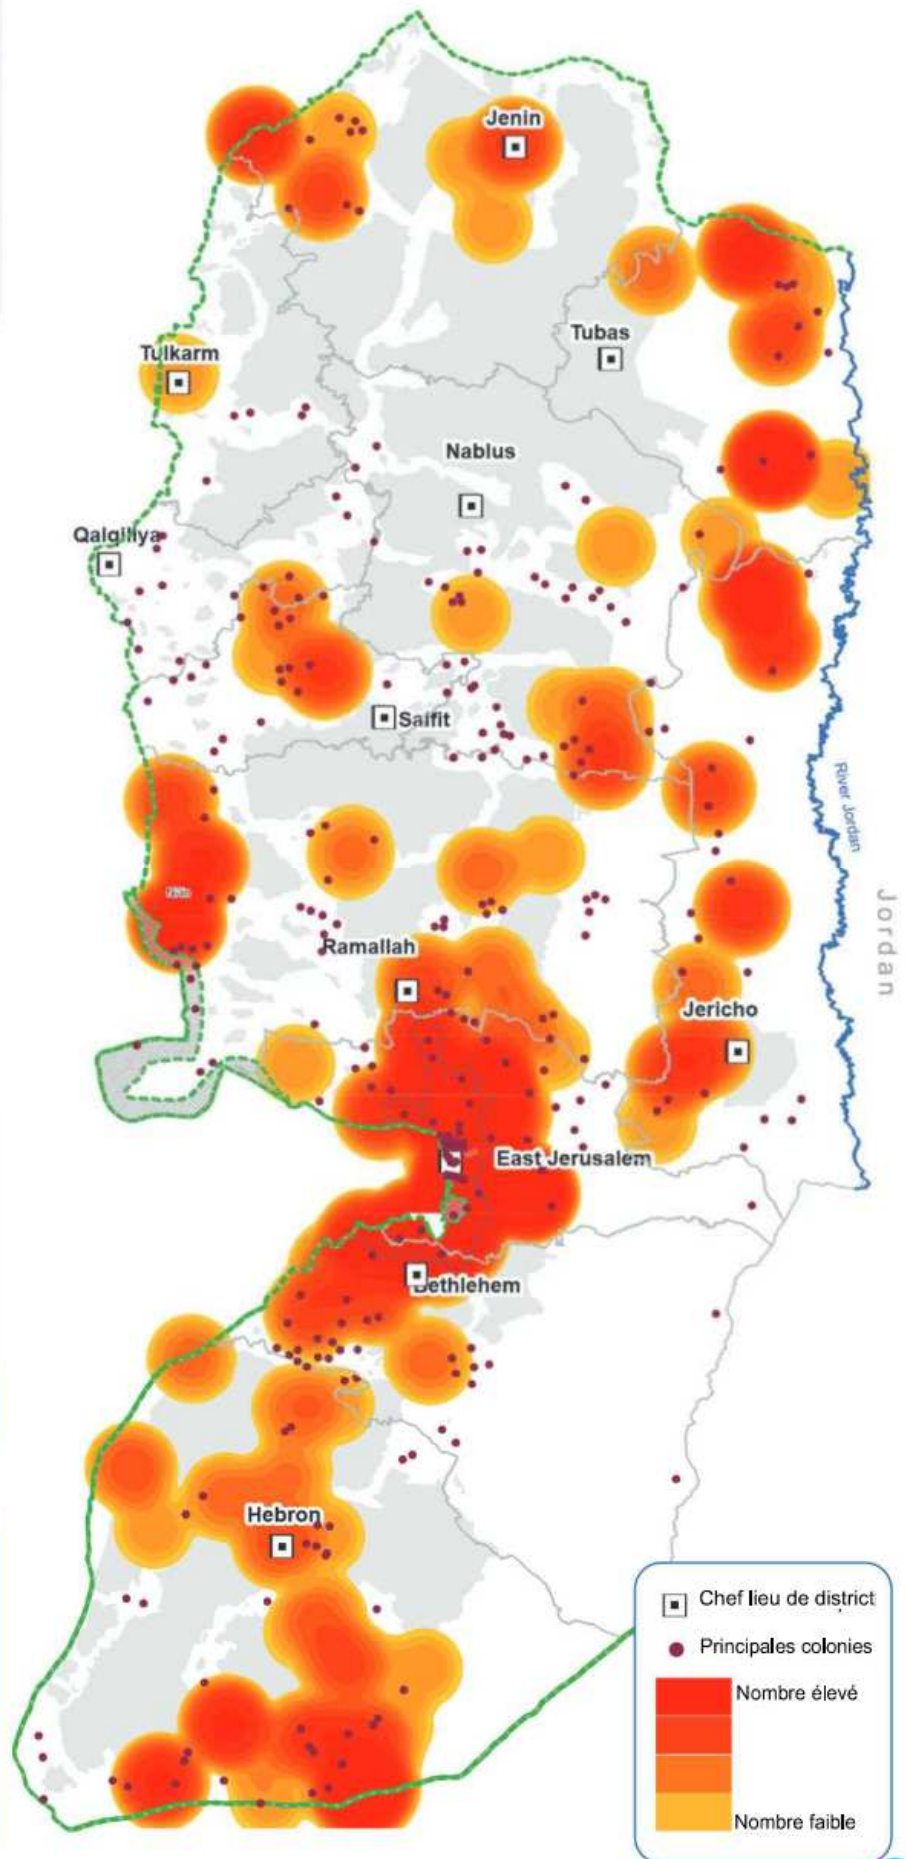 Jenin
Tubas
Tulkarm
Nablus
Qalqiliya
Salfit
River Jordan
Jordan
Ramallah
Jericho
East Jerusalem
Bethlehem
Hebron
Chef lieu de district
Principales colonies
Nombre élevé
Nombre faible